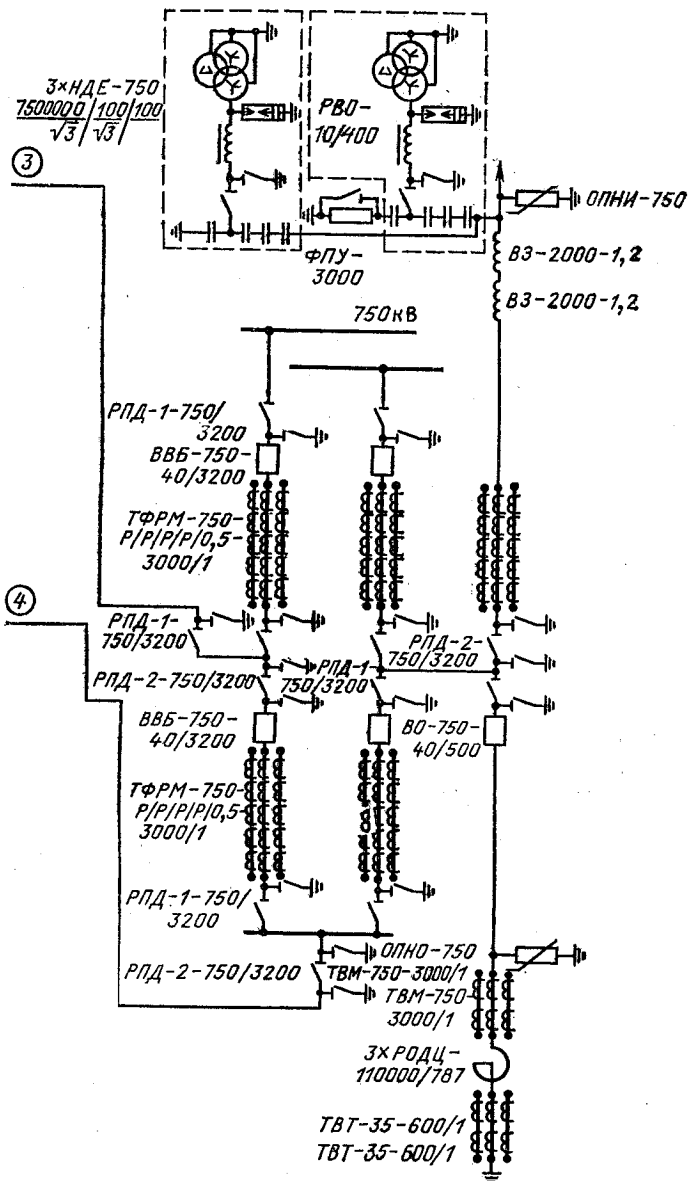 3×НДЕ-750
750000/√3/100/√3/100
РВО-
10/400
3
ОПНИ-750
ФПУ-
3000
ВЗ-2000-1,2
ВЗ-2000-1,2
750кВ
РПД-1-750/
3200
ВВБ-750-
40/3200
ТФРМ-750-
Р/Р/Р/Р/0,5-
3000/1
4
РПД-1-
750/3200
РПД-2-
750/3200
РПД-2-750/3200
РПД-1
750/3200
ВВБ-750-
40/3200
ВО-750-
40/500
ТФРМ-750-
Р/Р/Р/Р/0,5-
3000/1
РПД-1-750/
3200
ОПНО-750
РПД-2-750/3200
ТВМ-750-3000/1
ТВМ-750-
3000/1
3×РОДЦ-
110000/787
ТВТ-35-600/1
ТВТ-35-600/1